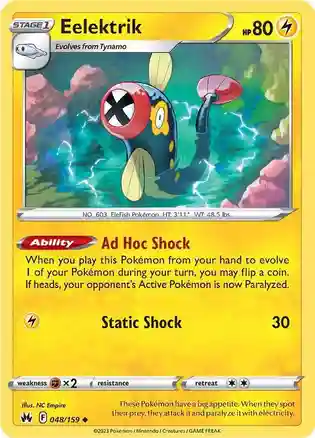 STAGE 1 Eelektrik HP 80
Evolves from Tynamo
NO. 603 EleFish Pokémon HT: 3'11" WT: 48.5 lbs.
Ability Ad Hoc Shock
When you play this Pokémon from your hand to evolve
1 of your Pokémon during your turn, you may flip a coin.
If heads, your opponent's Active Pokémon is now Paralyzed.
Static Shock 30
weakness ×2 resistance retreat
Illus. NC Empire
F 048/159
These Pokémon have a big appetite. When they spot
their prey, they attack it and paralyze it with electricity.
©2023 Pokémon / Nintendo / Creatures / GAME FREAK